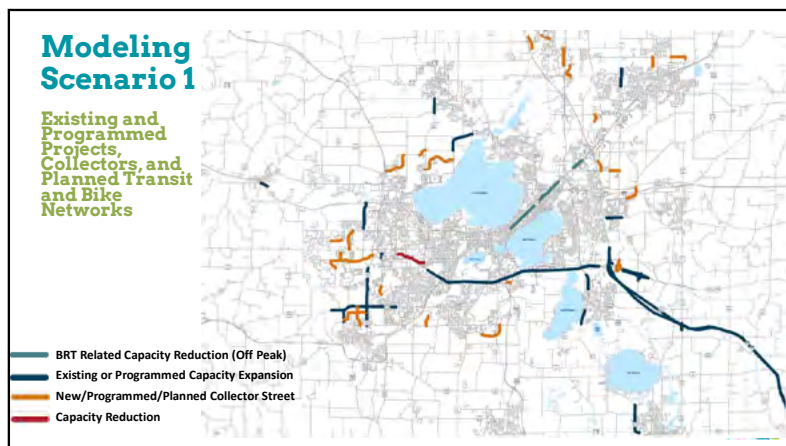 Modeling
Scenario 1
Existing and
Programmed
Projects,
Collectors, and
Planned Transit
and Bike
Networks
BRT Related Capacity Reduction (Off Peak)
Existing or Programmed Capacity Expansion
New/Programmed/Planned Collector Street
Capacity Reduction